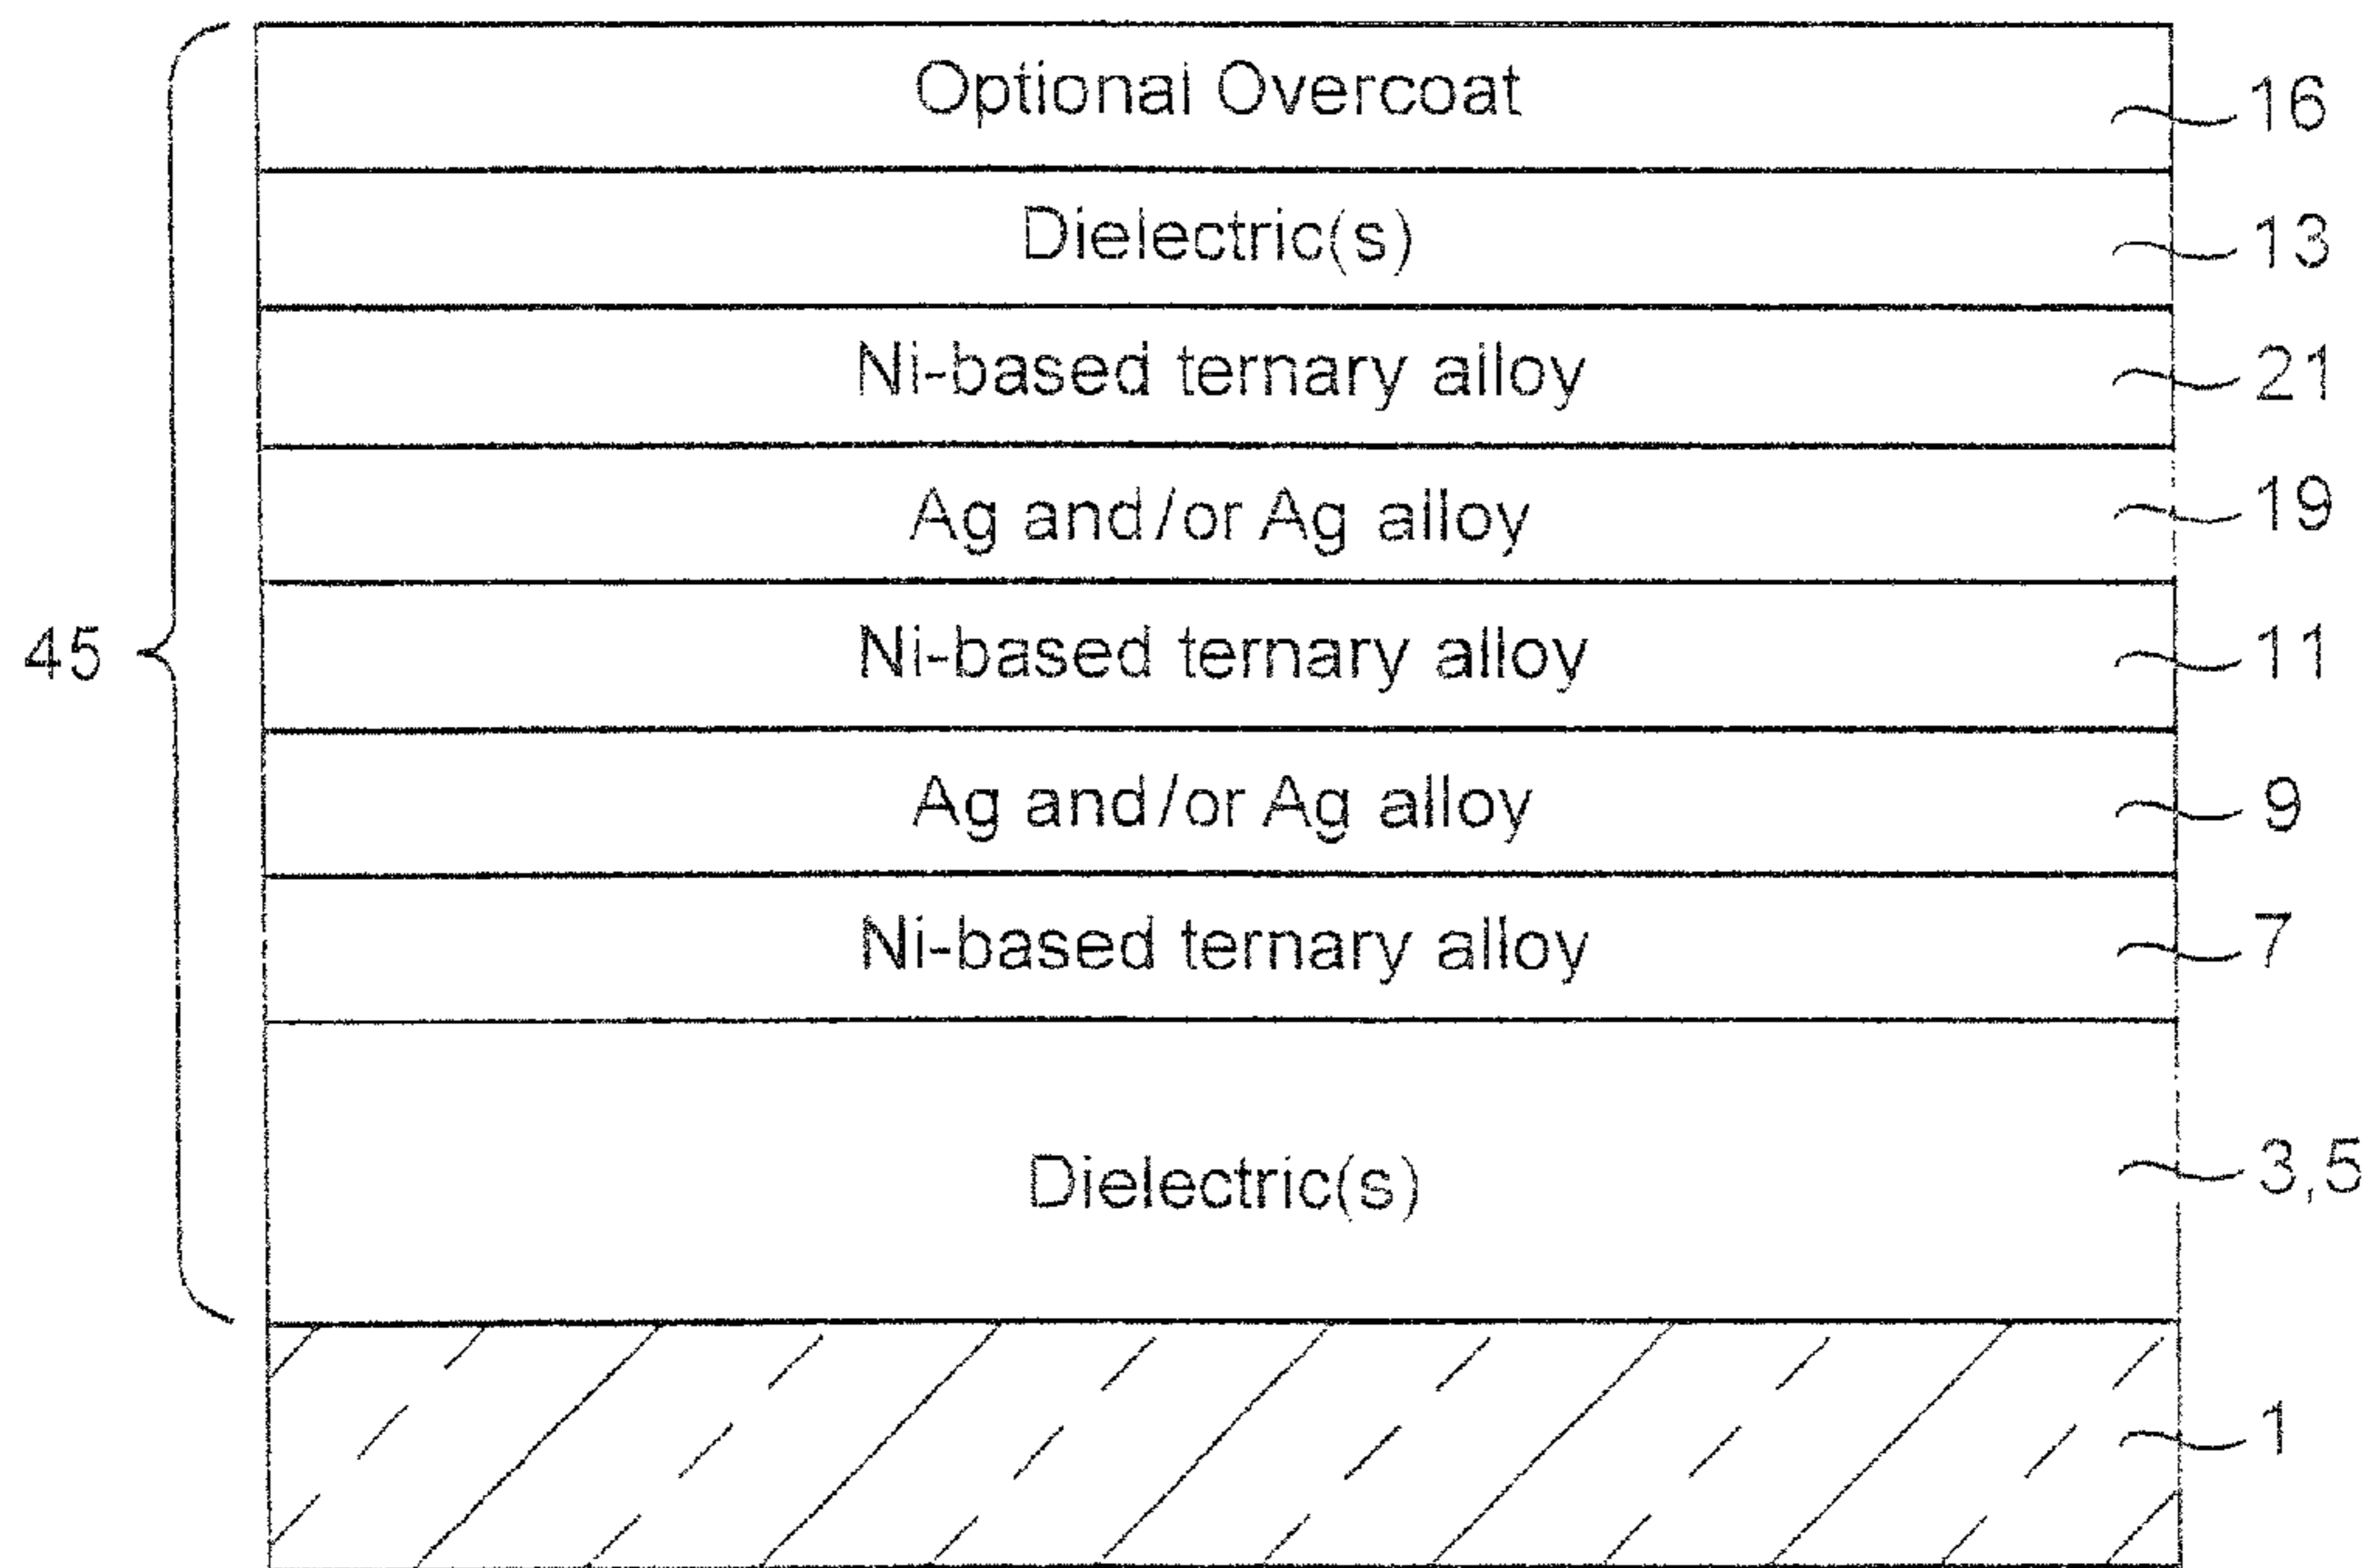 Optional Overcoat 16
Dielectric(s) 13
Ni-based ternary alloy 21
Ag and/or Ag alloy 19
45
Ni-based ternary alloy 11
Ag and/or Ag alloy 9
Ni-based ternary alloy 7
Dielectric(s) 3,5
1